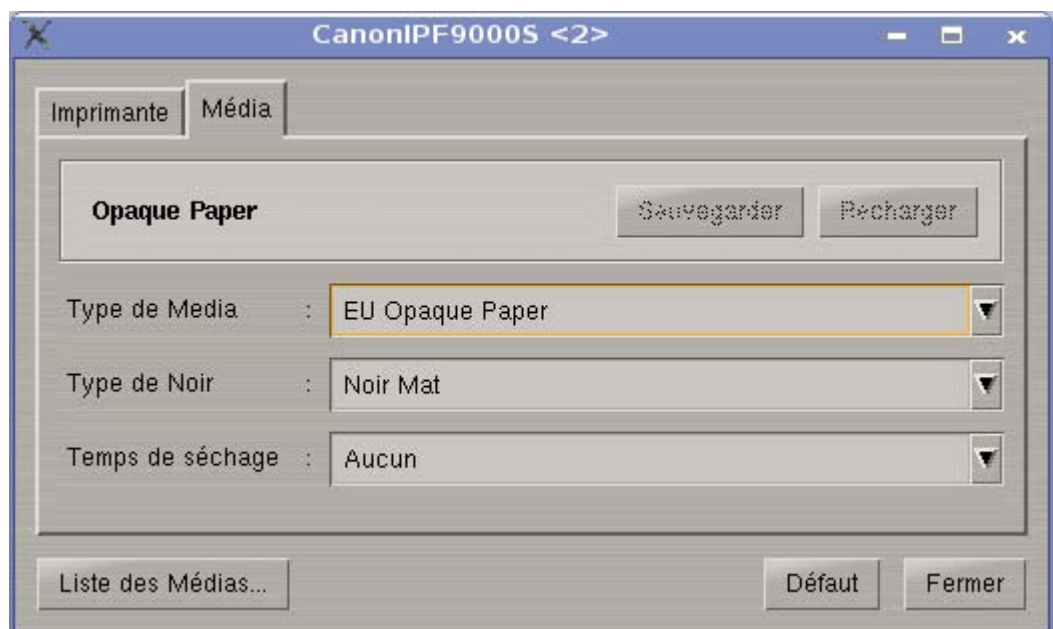 CanonIPF9000S <2>
Imprimante Média
Opaque Paper Sauvegarder Recharger
Type de Media : EU Opaque Paper
Type de Noir : Noir Mat
Temps de séchage : Aucun
Liste des Médias... Défaut Fermer